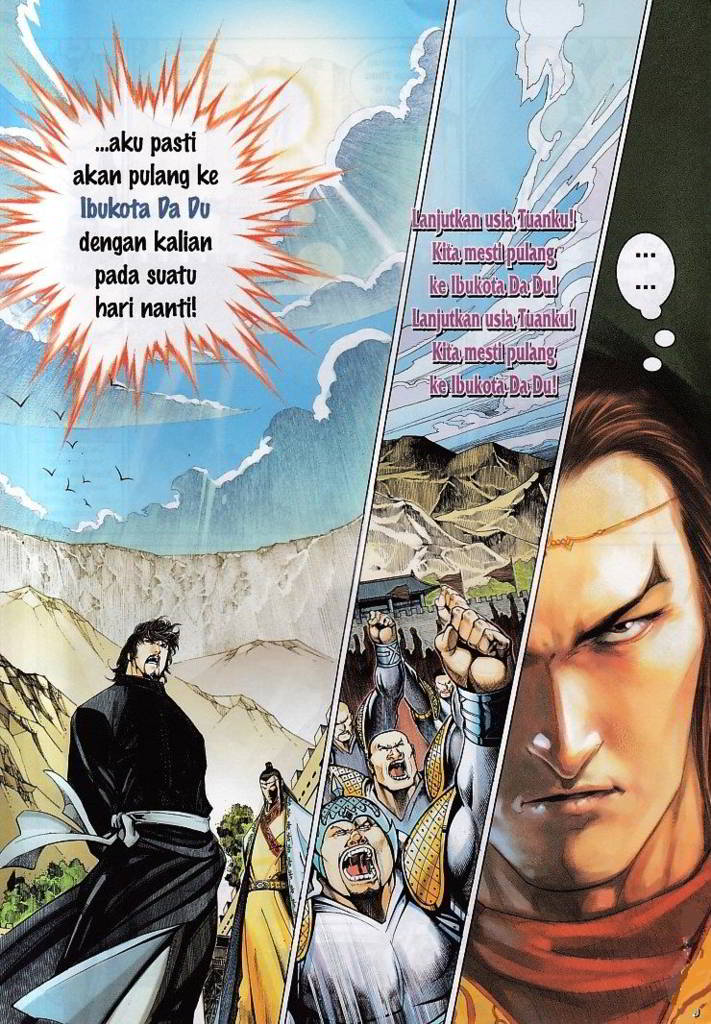 ...aku pasti
akan pulang ke
Ibukota Da Du
dengan kalian
pada suatu
hari nanti!
Lanjutkan usia Tuanku!
Kita mesti pulang
ke Ibukota Da Du!
Lanjutkan usia Tuanku!
Kita mesti pulang
ke Ibukota Da Du!
...
...